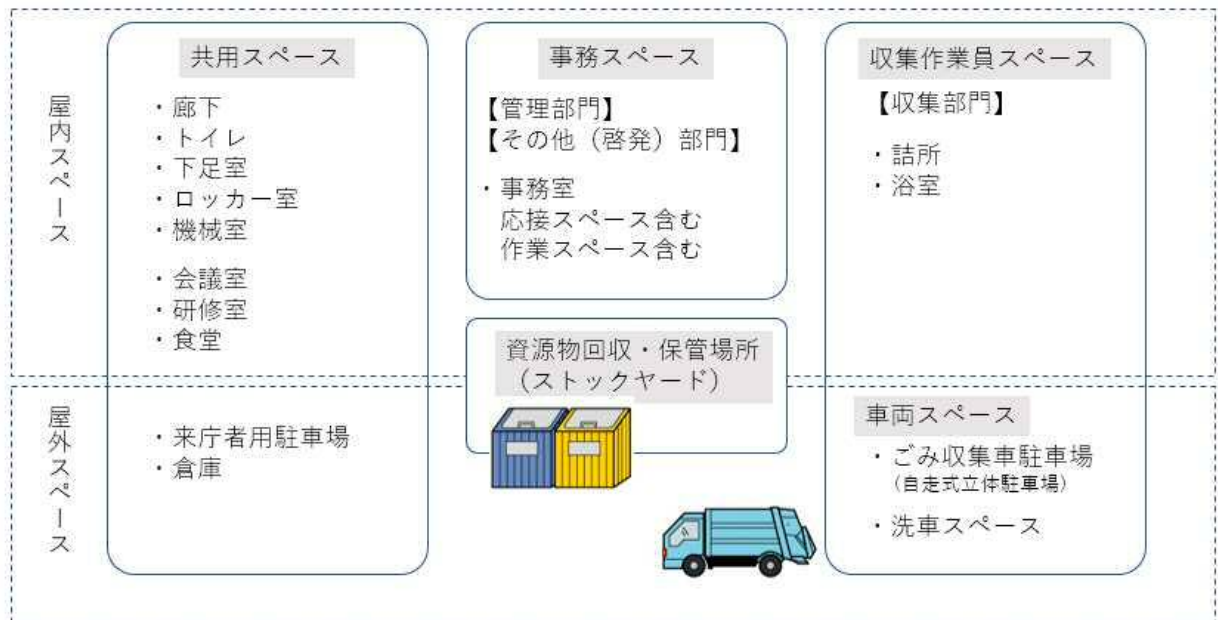 屋内スペース
共用スペース
・廊下
・トイレ
・下足室
・ロッカー室
・機械室
・会議室
・研修室
・食堂
事務スペース
【管理部門】
【その他（啓発）部門】
・事務室
応接スペース含む
作業スペース含む
収集作業員スペース
【収集部門】
・詰所
・浴室
資源物回収・保管場所
（ストックヤード）
屋外スペース
・来庁者用駐車場
・倉庫
車両スペース
・ごみ収集車駐車場
（自走式立体駐車場）
・洗車スペース